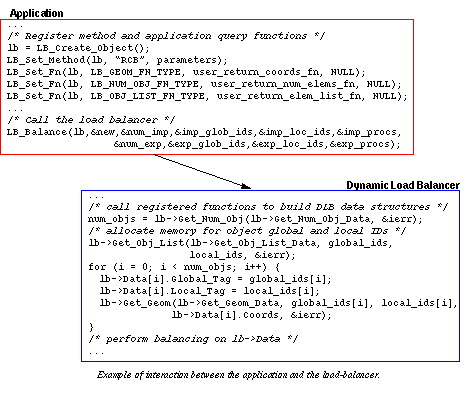 Application
...
/* Register method and application query functions */
lb = LB_Create_Object();
LB_Set_Method(lb, "RCB", parameters);
LB_Set_Fn(lb, LB_GEOM_FN_TYPE, user_return_coords_fn, NULL);
LB_Set_Fn(lb, LB_NUM_OBJ_FN_TYPE, user_return_num_elems_fn, NULL);
LB_Set_Fn(lb, LB_OBJ_LIST_FN_TYPE, user_return_elem_list_fn, NULL);
...
/* Call the load balancer */
LB_Balance(lb,&new,&num_imp,&imp_glob_ids,&imp_loc_ids,&imp_procs,
&num_exp,&exp_glob_ids,&exp_loc_ids,&exp_procs);
Dynamic Load Balancer
...
/* call registered functions to build DLB data structures */
num_objs = lb->Get_Num_Obj(lb->Get_Num_Obj_Data, &ierr);
/* allocate memory for object global and local IDs */
lb->Get_Obj_List(lb->Get_Obj_List_Data, global_ids,
local_ids, &ierr);
for (i = 0; i < num_objs; i++) {
lb->Data[i].Global_Tag = global_ids[i];
lb->Data[i].Local_Tag = local_ids[i];
lb->Get_Geom(lb->Get_Geom_Data, global_ids[i], local_ids[i],
lb->Data[i].Coords, &ierr);
}
/* perform balancing on lb->Data */
...
Example of interaction between the application and the load-balancer.